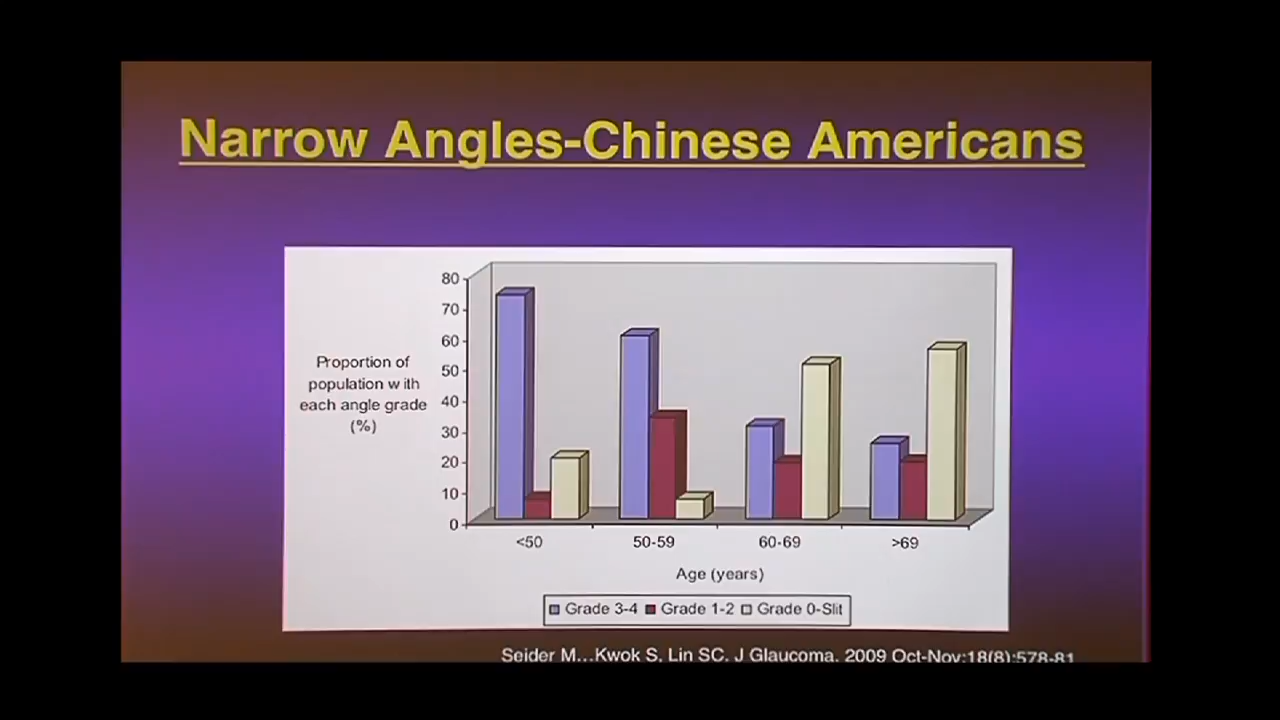 Narrow Angles-Chinese Americans
Proportion of
population with
each angle grade
(%)
80
70
60
50
40
30
20
10
0
<50
50-59
60-69
>69
Age (years)
Grade 3-4 Grade 1-2 Grade 0-Slit
Seider M...Kwok S, Lin SC. J Glaucoma. 2009 Oct-Nov;18(8):578-81